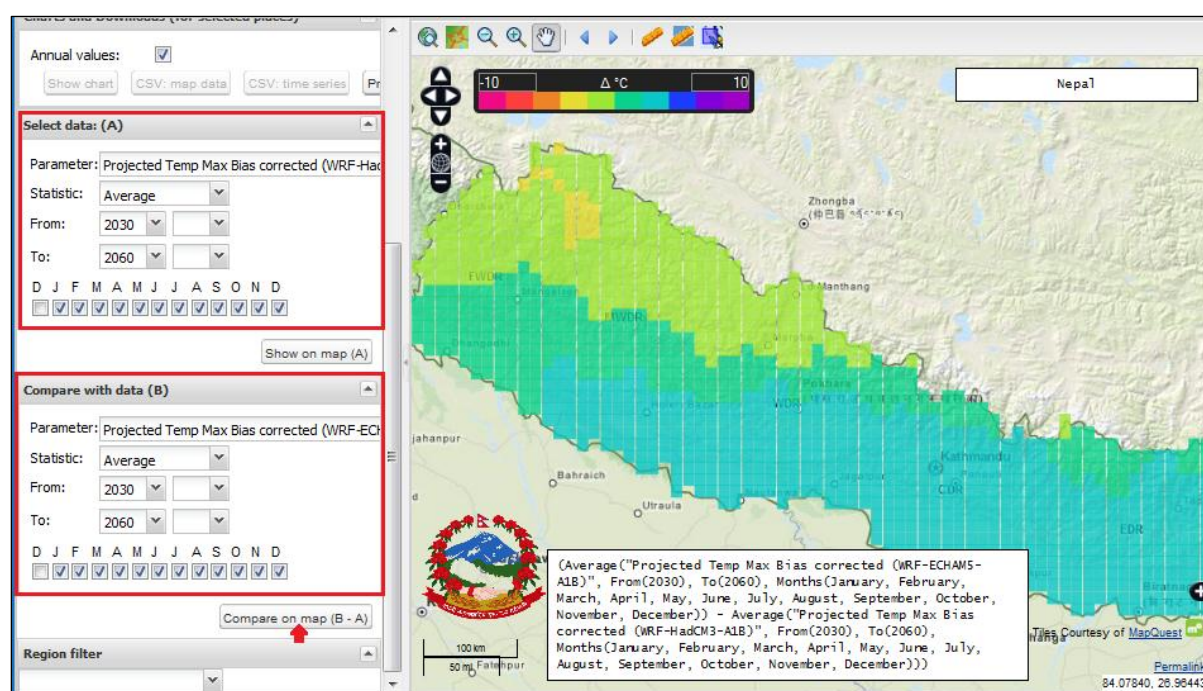 Charts and Downloads (for selected places)
Annual values:
Show chart CSV: map data CSV: time series Pr
Select data: (A)
Parameter: Projected Temp Max Bias corrected (WRF-Had
Statistic: Average
From: 2030
To: 2060
D J F M A M J J A S O N D
Show on map (A)
Compare with data (B)
Parameter: Projected Temp Max Bias corrected (WRF-ECH
Statistic: Average
From: 2030
To: 2060
D J F M A M J J A S O N D
Compare on map (B - A)
Region filter
-10 Δ °C 10
Nepal
Zhongba
Manthang
FWDR
MWDR
Dhangadhi
Pokhara
WDR
jahanpur
Kathmandu
CDR
Bahraich
Utraula
EDR
Biratnagar
(Average("Projected Temp Max Bias corrected (WRF-ECHAM5-
A1B)", From(2030), To(2060), Months(January, February,
March, April, May, June, July, August, September, October,
November, December)) - Average("Projected Temp Max Bias
corrected (WRF-HadCM3-A1B)", From(2030), To(2060),
Months(January, February, March, April, May, June, July,
August, September, October, November, December)))
100 km
50 mi
Fatehpur
Tiles Courtesy of MapQuest
Permalink
84.07840, 26.96443